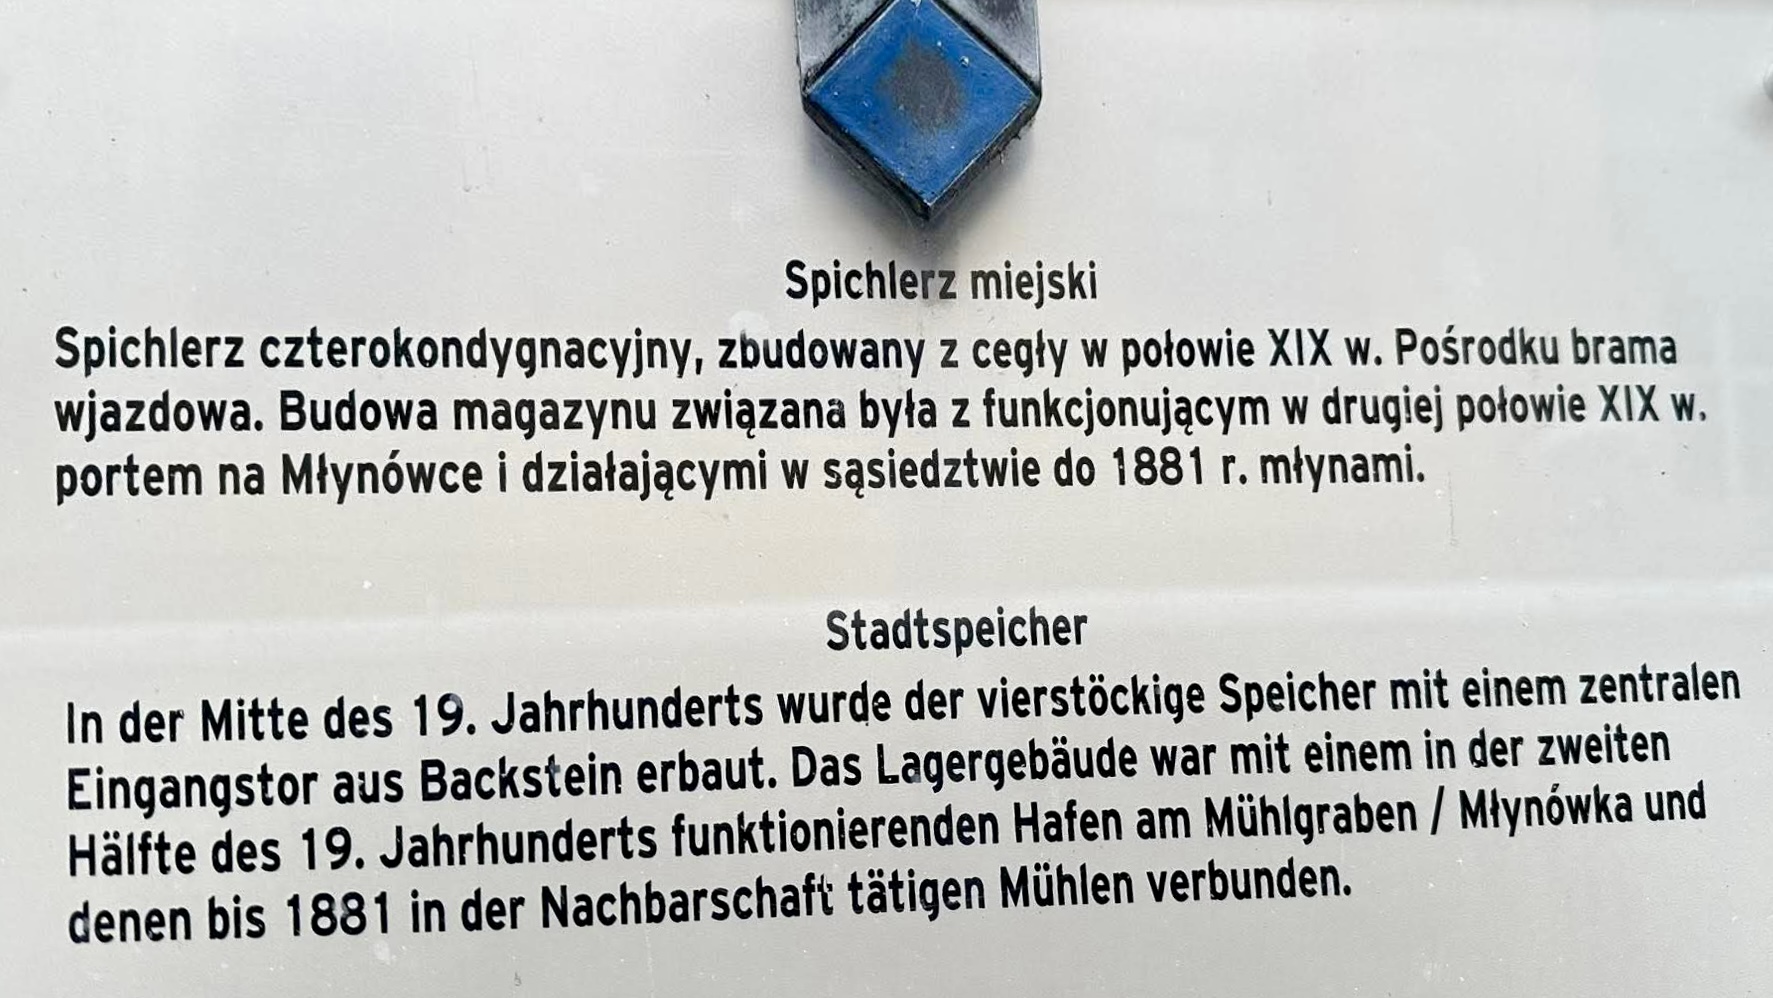 Spichlerz miejski
Spichlerz czterokondygnacyjny, zbudowany z cegły w połowie XIX w. Pośrodku brama
wjazdowa. Budowa magazynu związana była z funkcjonującym w drugiej połowie XIX w.
portem na Młynówce i działającymi w sąsiedztwie do 1881 r. młynami.
Stadtspeicher
In der Mitte des 19. Jahrhunderts wurde der vierstöckige Speicher mit einem zentralen
Eingangstor aus Backstein erbaut. Das Lagergebäude war mit einem in der zweiten
Hälfte des 19. Jahrhunderts funktionierenden Hafen am Mühlgraben / Młynówka und
denen bis 1881 in der Nachbarschaft tätigen Mühlen verbunden.